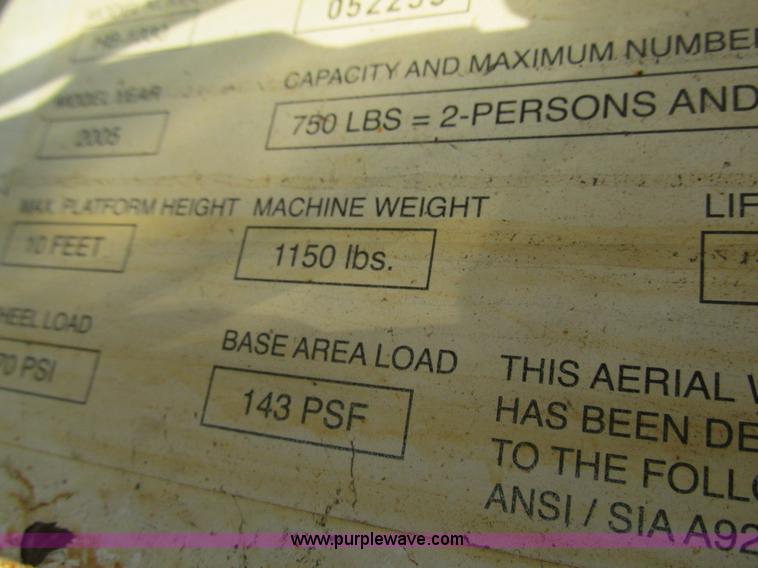 MODEL YEAR
2005
CAPACITY AND MAXIMUM NUMBE
750 LBS = 2-PERSONS AND
MAX. PLATFORM HEIGHT MACHINE WEIGHT LIF
10 FEET 1150 lbs.
HEEL LOAD BASE AREA LOAD
70 PSI 143 PSF
THIS AERIAL
HAS BEEN DE
TO THE FOLL
ANSI / SIA A92
www.purplewave.com